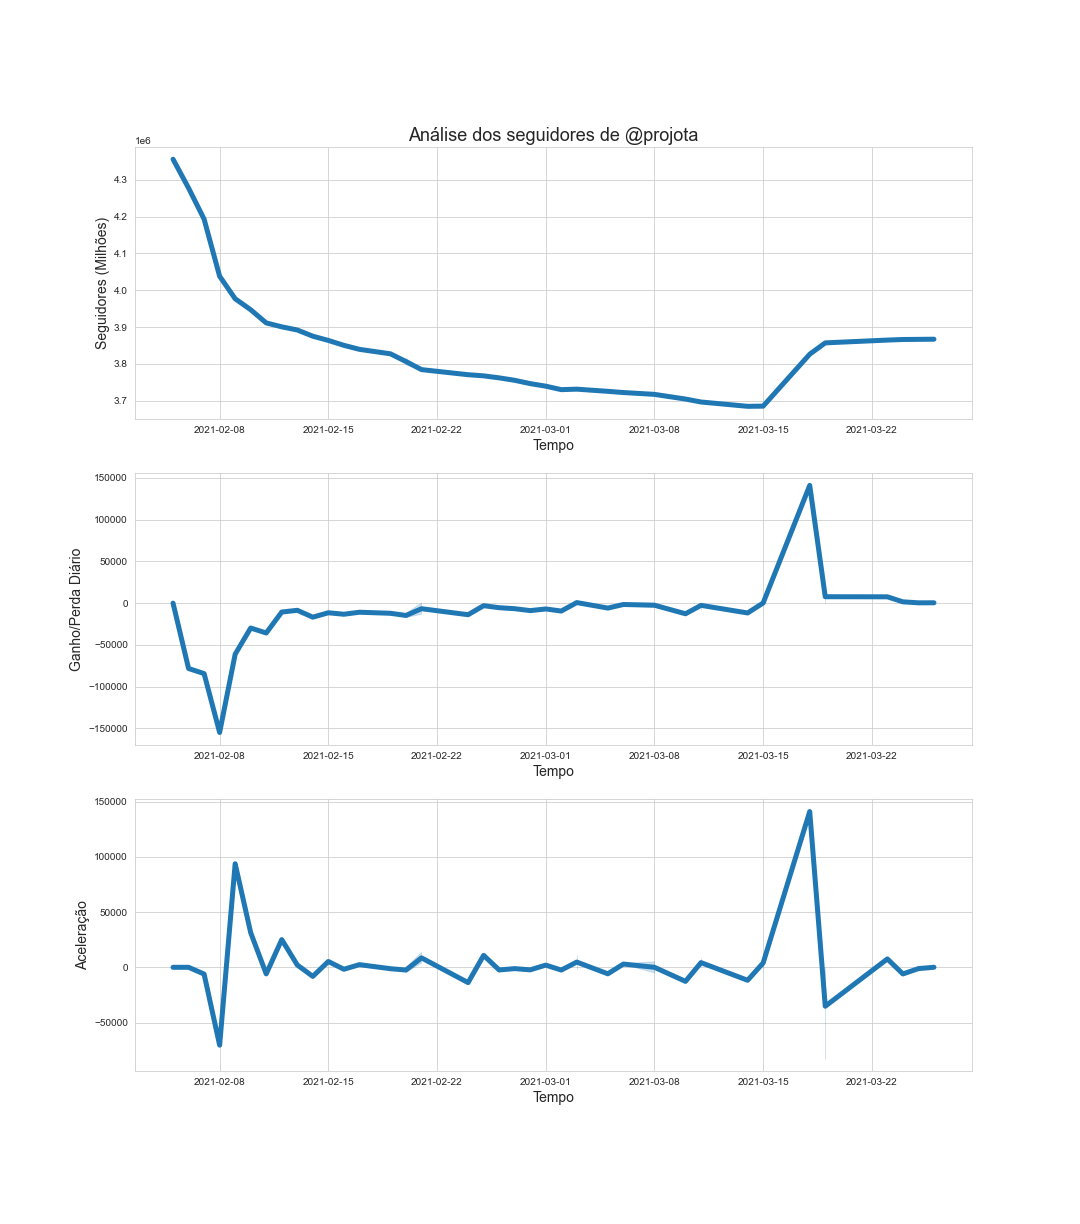 Análise dos seguidores de @projota
1e6
4.3
4.2
4.1
4.0
3.9
3.8
3.7
Seguidores (Milhões)
2021-02-08 2021-02-15 2021-02-22 2021-03-01 2021-03-08 2021-03-15 2021-03-22
Tempo
150000
100000
50000
0
−50000
−100000
−150000
Ganho/Perda Diário
2021-02-08 2021-02-15 2021-02-22 2021-03-01 2021-03-08 2021-03-15 2021-03-22
Tempo
150000
100000
50000
0
−50000
Aceleração
2021-02-08 2021-02-15 2021-02-22 2021-03-01 2021-03-08 2021-03-15 2021-03-22
Tempo